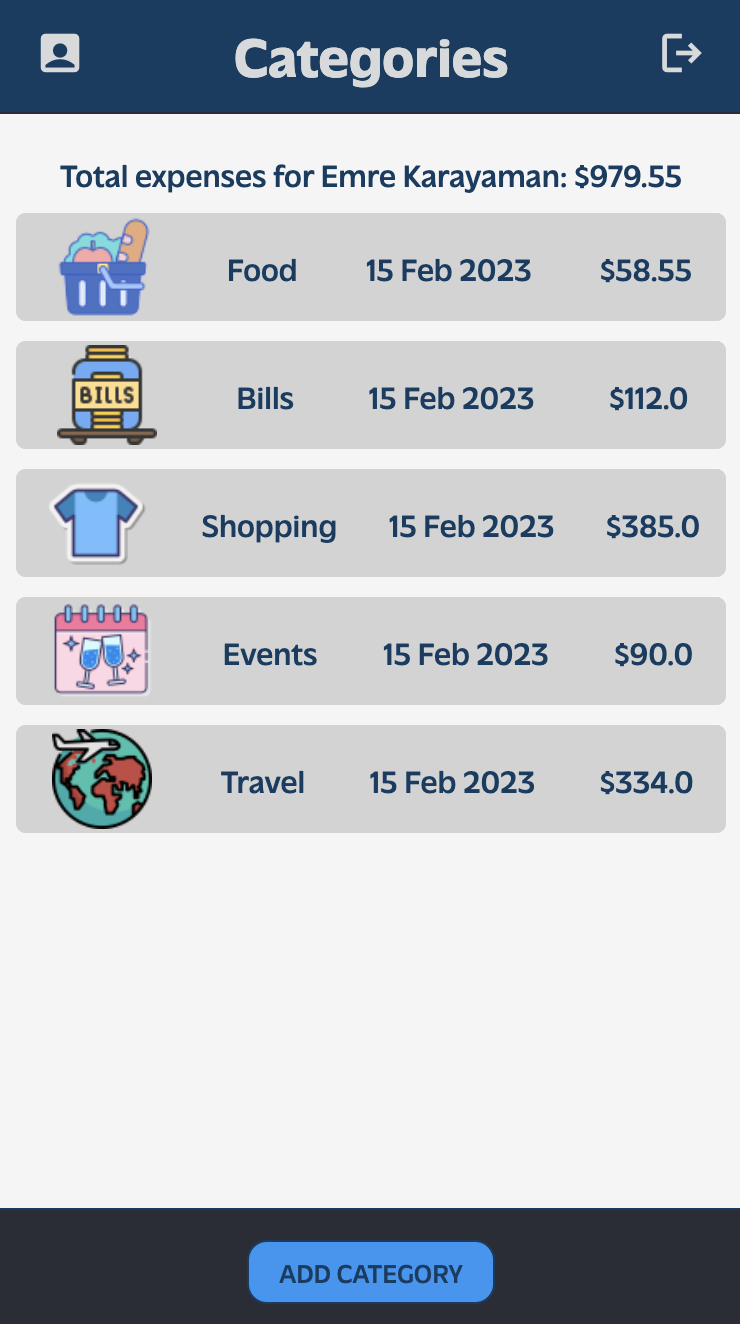 Categories
Total expenses for Emre Karayaman: $979.55
Food 15 Feb 2023 $58.55
BILLS
Bills 15 Feb 2023 $112.0
Shopping 15 Feb 2023 $385.0
Events 15 Feb 2023 $90.0
Travel 15 Feb 2023 $334.0
ADD CATEGORY